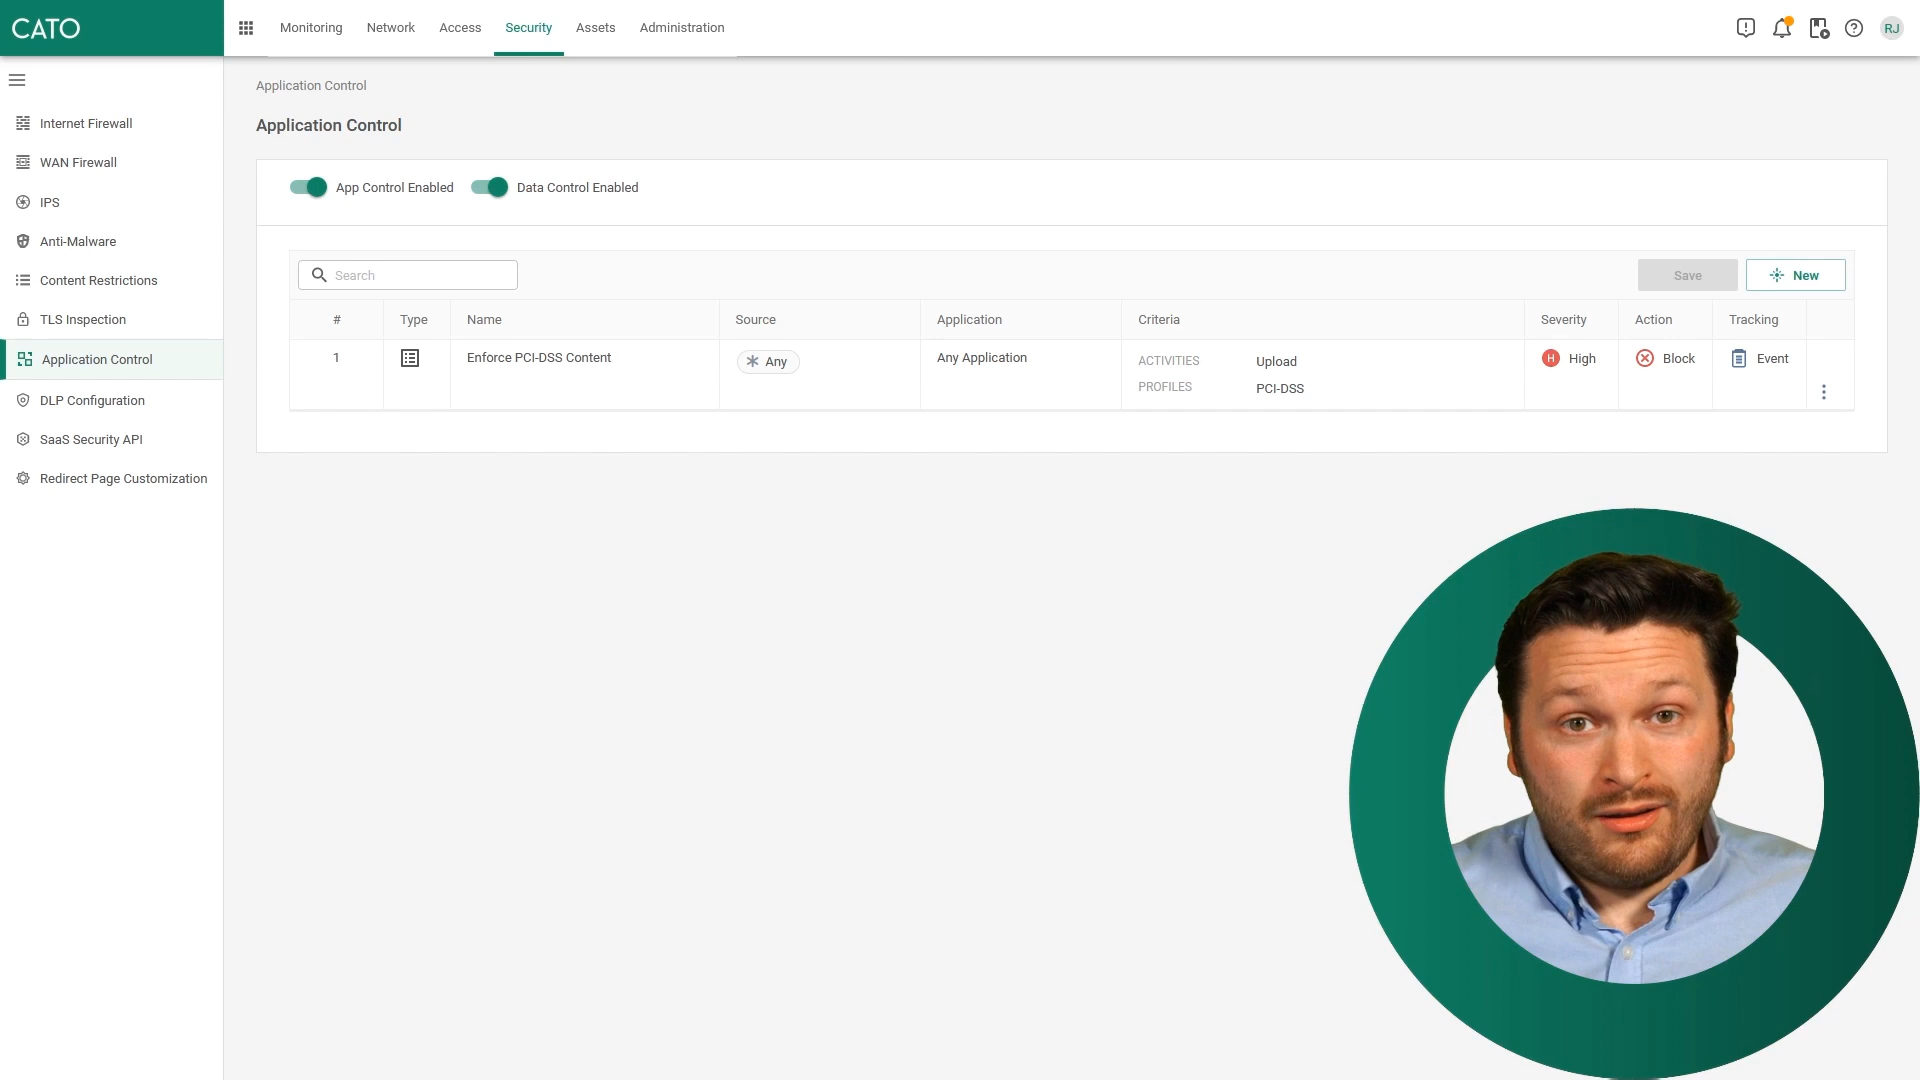 CATO
Monitoring
Network
Access
Security
Assets
Administration
RJ
Internet Firewall
WAN Firewall
IPS
Anti-Malware
Content Restrictions
TLS Inspection
Application Control
DLP Configuration
SaaS Security API
Redirect Page Customization
Application Control
Application Control
App Control Enabled
Data Control Enabled
Search
Save
New
# Type Name Source Application Criteria Severity Action Tracking
1 Enforce PCI-DSS Content Any Any Application ACTIVITIES Upload H High Block Event
PROFILES PCI-DSS